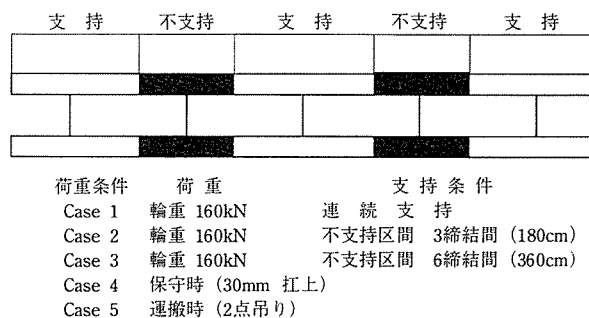 支 持 不支持 支 持 不支持 支 持
荷重条件 荷 重 支 持 条 件
Case 1 輪重 160kN 連 続 支 持
Case 2 輪重 160kN 不支持区間 3締結間 (180cm)
Case 3 輪重 160kN 不支持区間 6締結間 (360cm)
Case 4 保守時 (30mm 扛上)
Case 5 運搬時 (2点吊り)